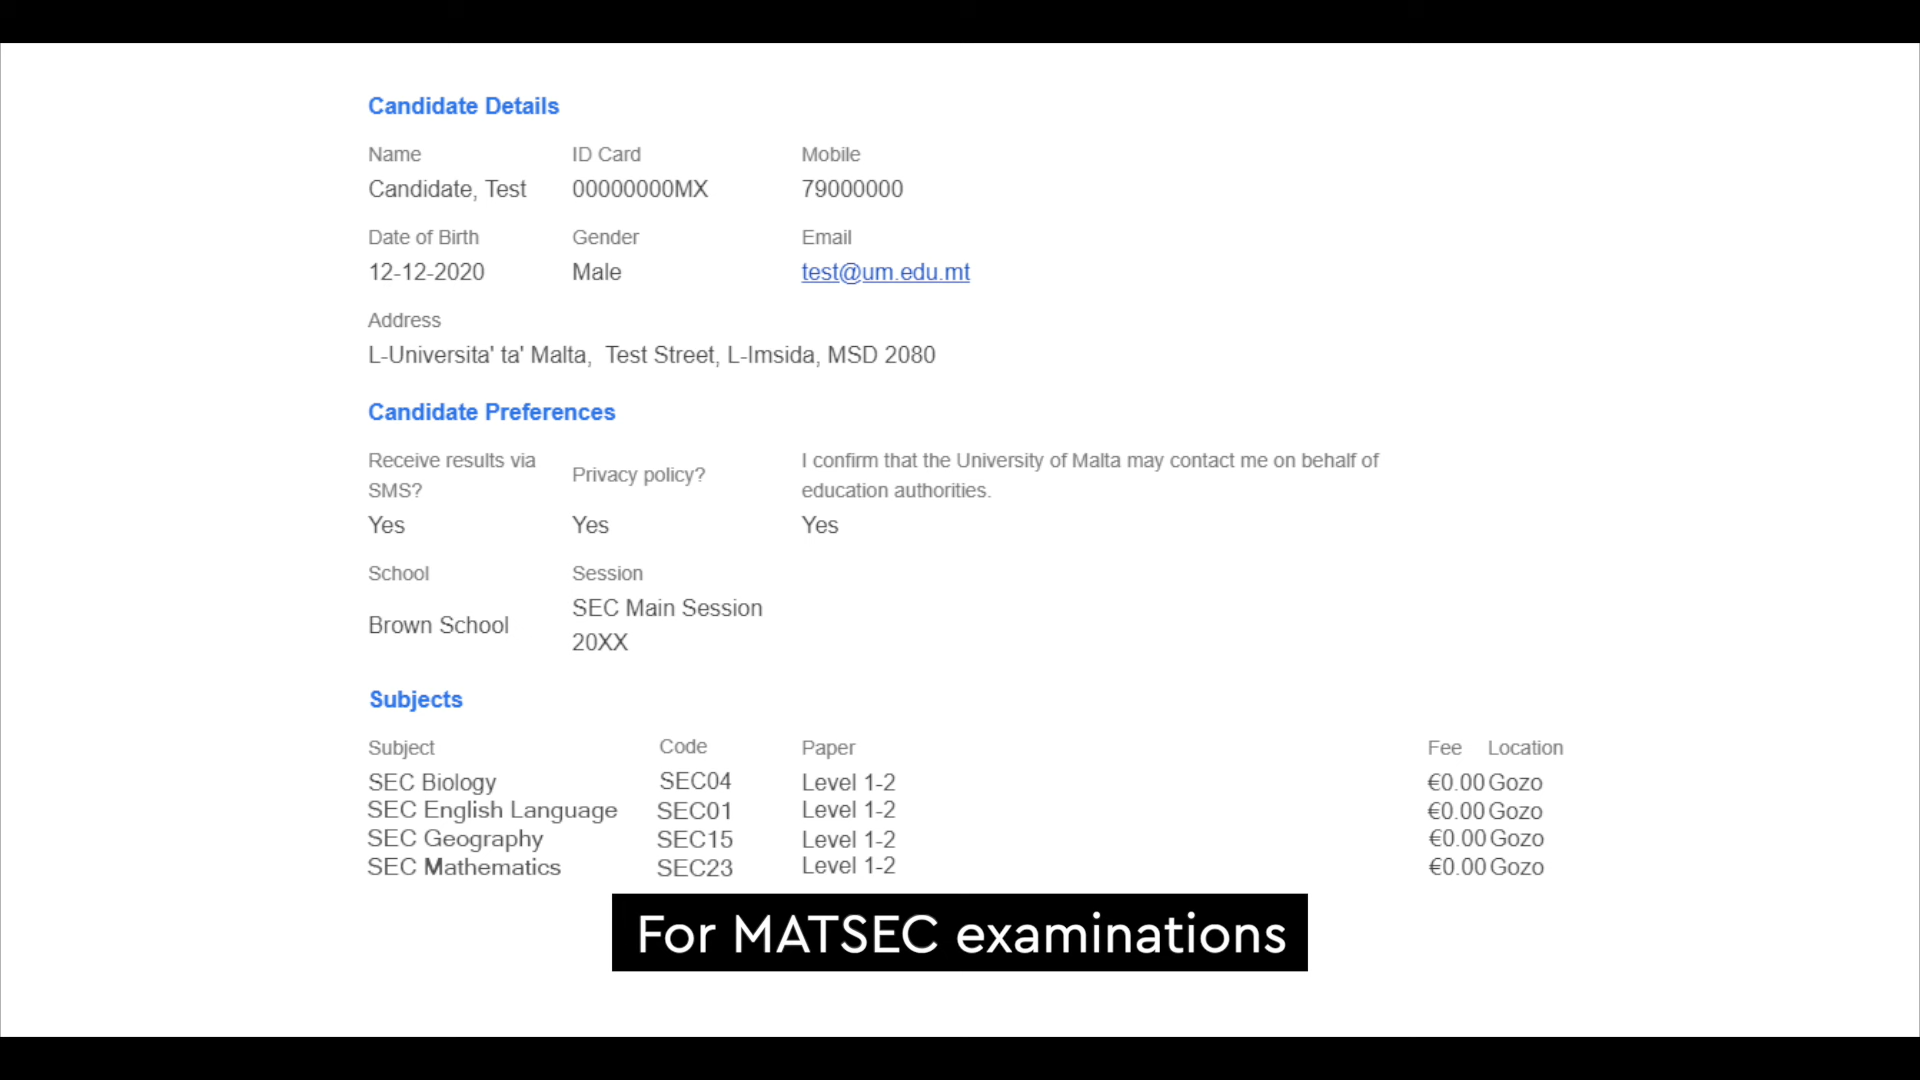 Candidate Details
Name ID Card Mobile
Candidate, Test 00000000MX 79000000
Date of Birth Gender Email
12-12-2020 Male test@um.edu.mt
Address
L-Universita' ta' Malta, Test Street, L-Imsida, MSD 2080
Candidate Preferences
Receive results via SMS? Privacy policy? I confirm that the University of Malta may contact me on behalf of education authorities.
Yes Yes Yes
School Session
Brown School SEC Main Session 20XX
Subjects
Subject Code Paper Fee Location
SEC Biology SEC04 Level 1-2 €0.00 Gozo
SEC English Language SEC01 Level 1-2 €0.00 Gozo
SEC Geography SEC15 Level 1-2 €0.00 Gozo
SEC Mathematics SEC23 Level 1-2 €0.00 Gozo
For MATSEC examinations